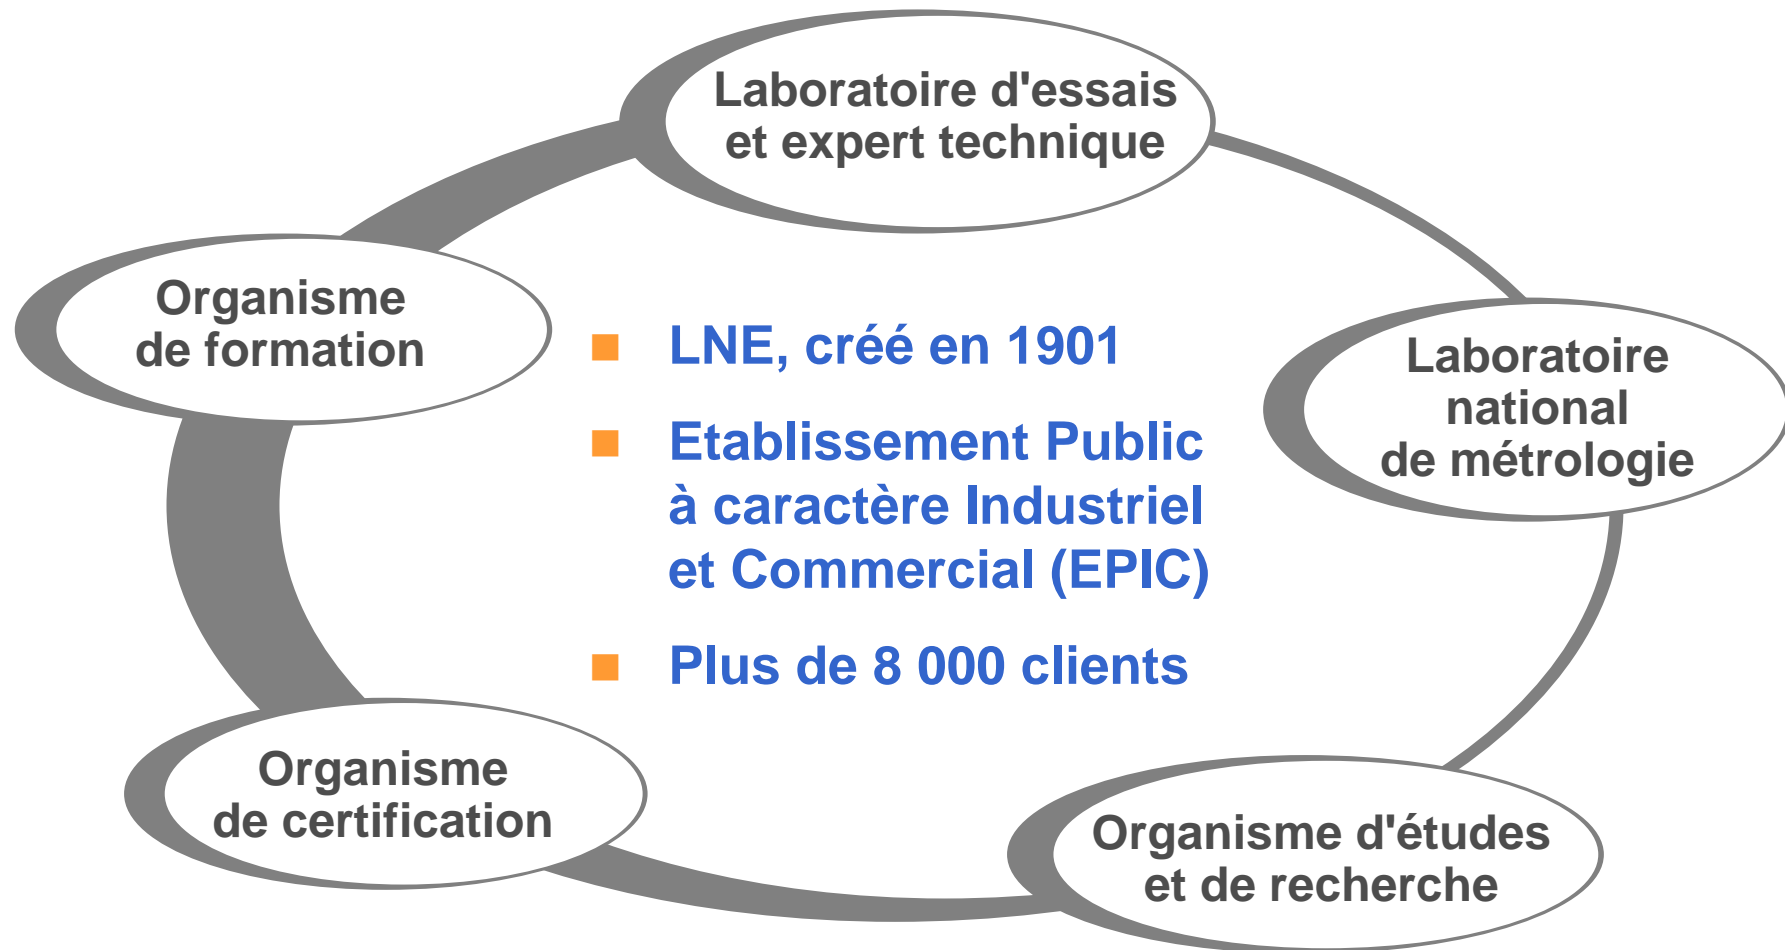 Laboratoire d'essais
et expert technique
Organisme
de formation
LNE, créé en 1901
Etablissement Public
à caractère Industriel
et Commercial (EPIC)
Plus de 8 000 clients
Laboratoire
national
de métrologie
Organisme
de certification
Organisme d'études
et de recherche